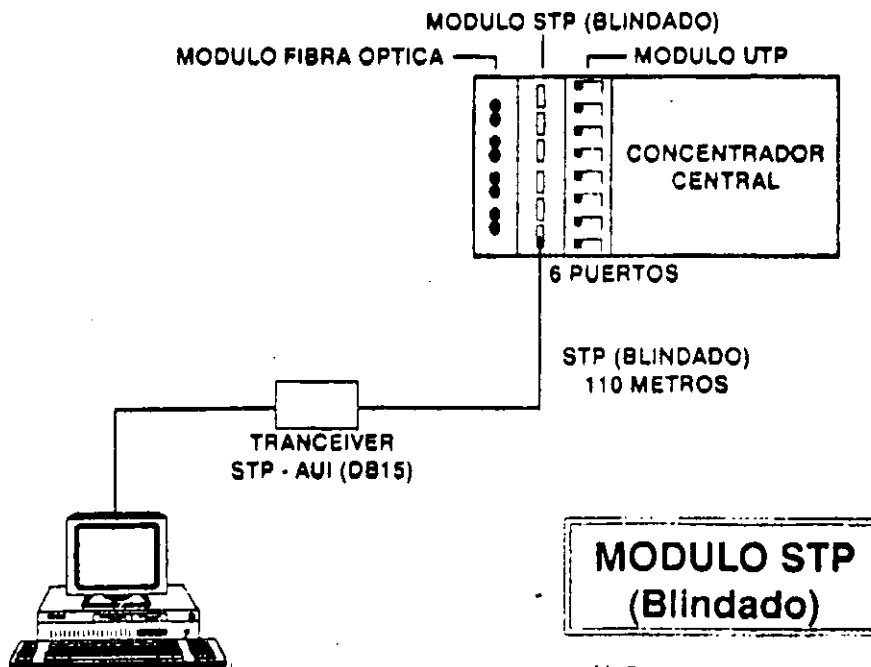 MODULO STP (BLINDADO)
MODULO FIBRA OPTICA
MODULO UTP
CONCENTRADOR
CENTRAL
6 PUERTOS
STP (BLINDADO)
110 METROS
TRANCEIVER
STP - AUI (DB15)
MODULO STP
(Blindado)